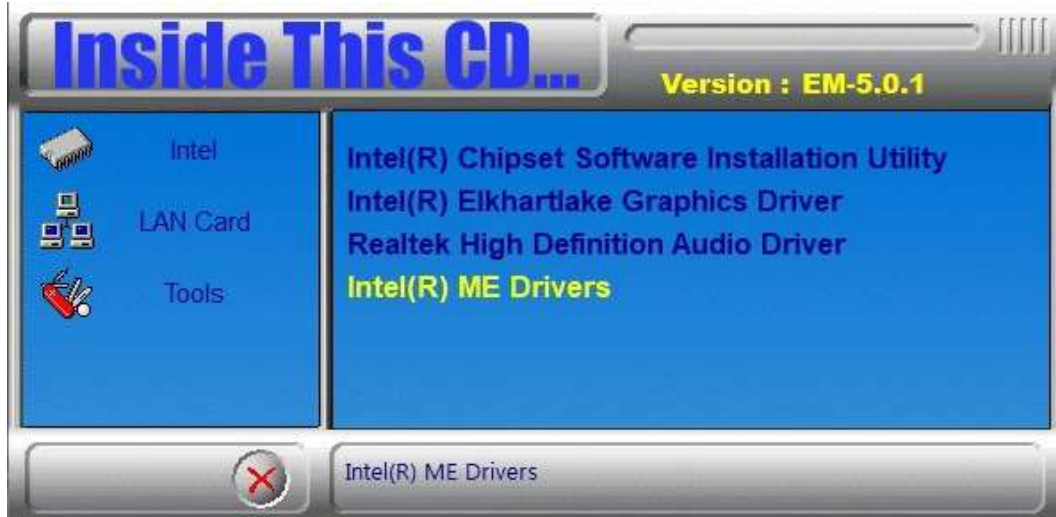 Inside This CD...
Version : EM-5.0.1
Intel
LAN Card
Tools
Intel(R) Chipset Software Installation Utility
Intel(R) Elkhartlake Graphics Driver
Realtek High Definition Audio Driver
Intel(R) ME Drivers
Intel(R) ME Drivers